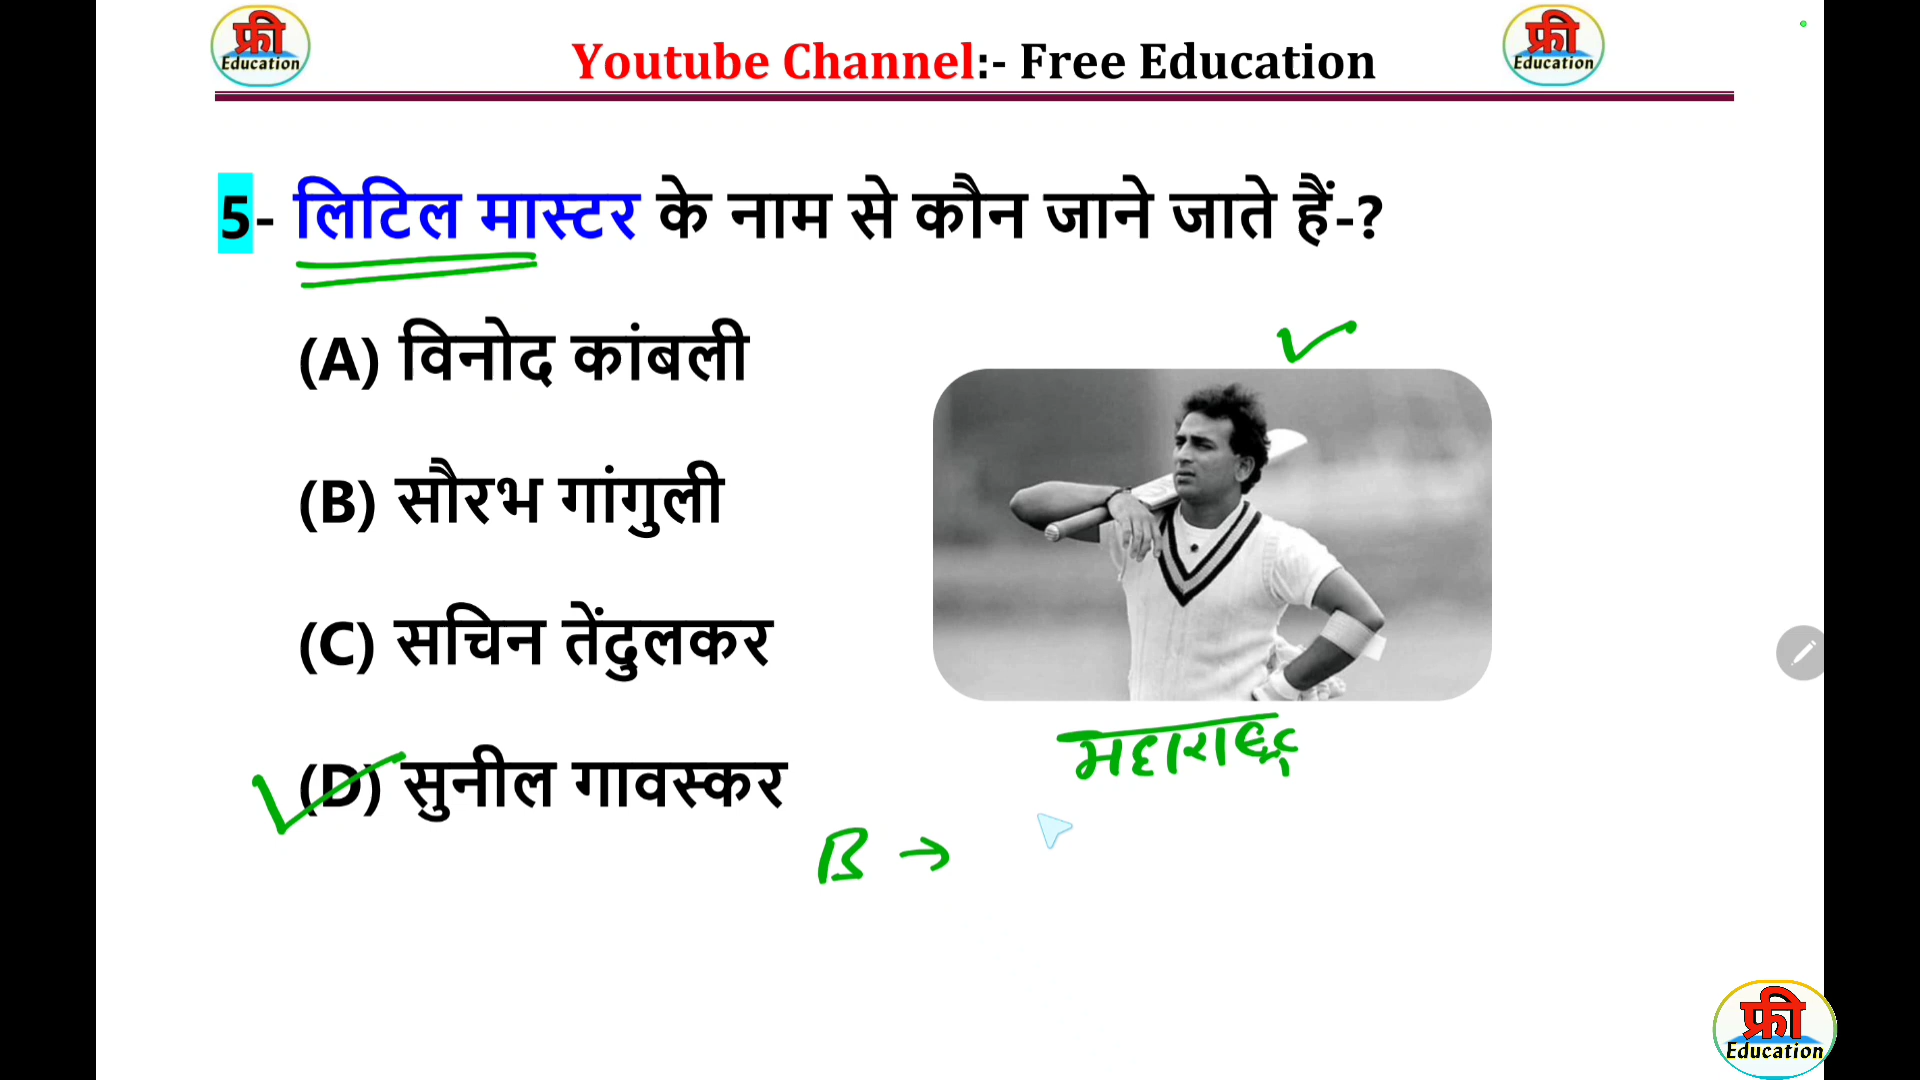 फ्री
Education
Youtube Channel:- Free Education
फ्री
Education
5- लिटिल मास्टर के नाम से कौन जाने जाते हैं-?
(A) विनोद कांबली
(B) सौरभ गांगुली
(C) सचिन तेंदुलकर
(D) सुनील गावस्कर
महाराष्ट्र
B →
फ्री
Education